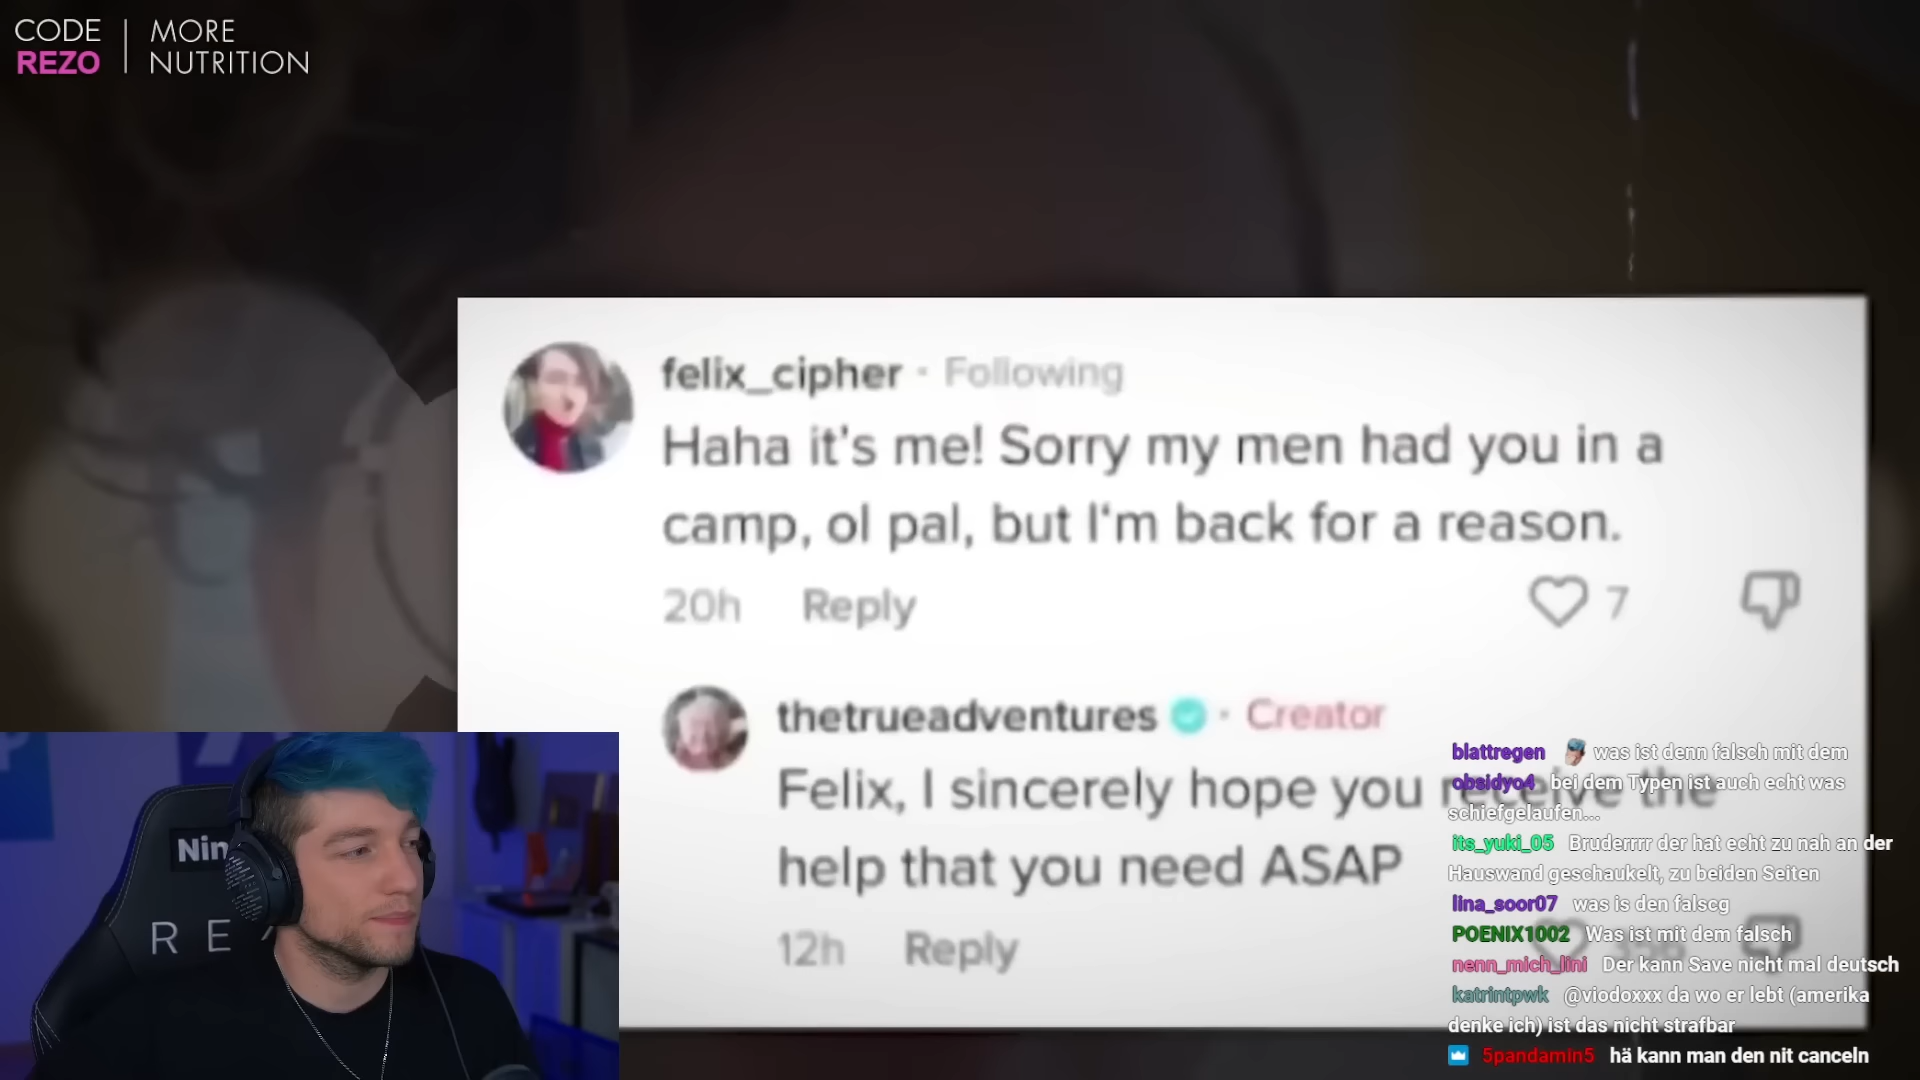 CODE
REZO
MORE
NUTRITION
felix_cipher · Following
Haha it's me! Sorry my men had you in a
camp, ol pal, but I'm back for a reason.
20h Reply
7
thetrueadventures · Creator
Felix, I sincerely hope you the
help that you need ASAP
12h Reply
blattregen was ist denn falsch mit dem
obsidyo4 bei dem Typen ist auch echt was
schiefgelaufen...
its_yuki_05 Bruderrrr der hat echt zu nah an der
Hauswand geschaukelt, zu beiden Seiten
lina_soor07 was is den falscg
POENIX1002 Was ist mit dem falsch
nenn_mich_lini Der kann Save nicht mal deutsch
katrintpwk @viodoxxx da wo er lebt (amerika
denke ich) ist das nicht strafbar
5pandamin5 hä kann man den nit canceln
Nin
RE